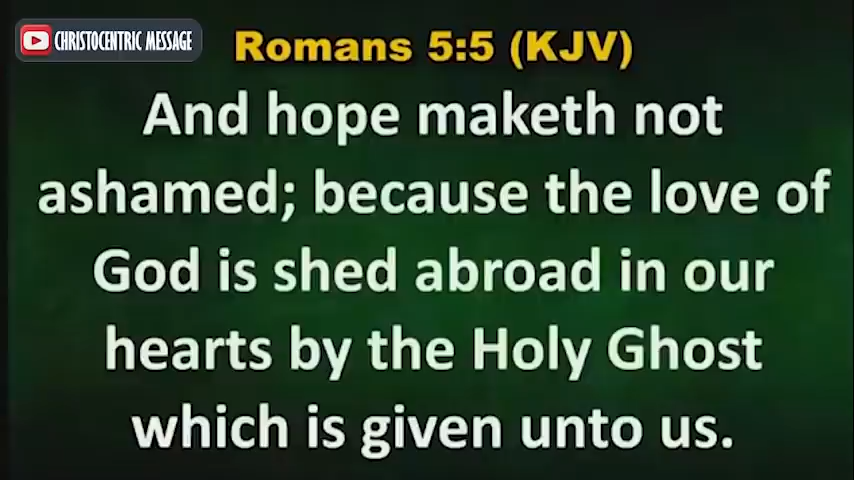 CHRISTOCENTRIC MESSAGE
Romans 5:5 (KJV)
And hope maketh not
ashamed; because the love of
God is shed abroad in our
hearts by the Holy Ghost
which is given unto us.